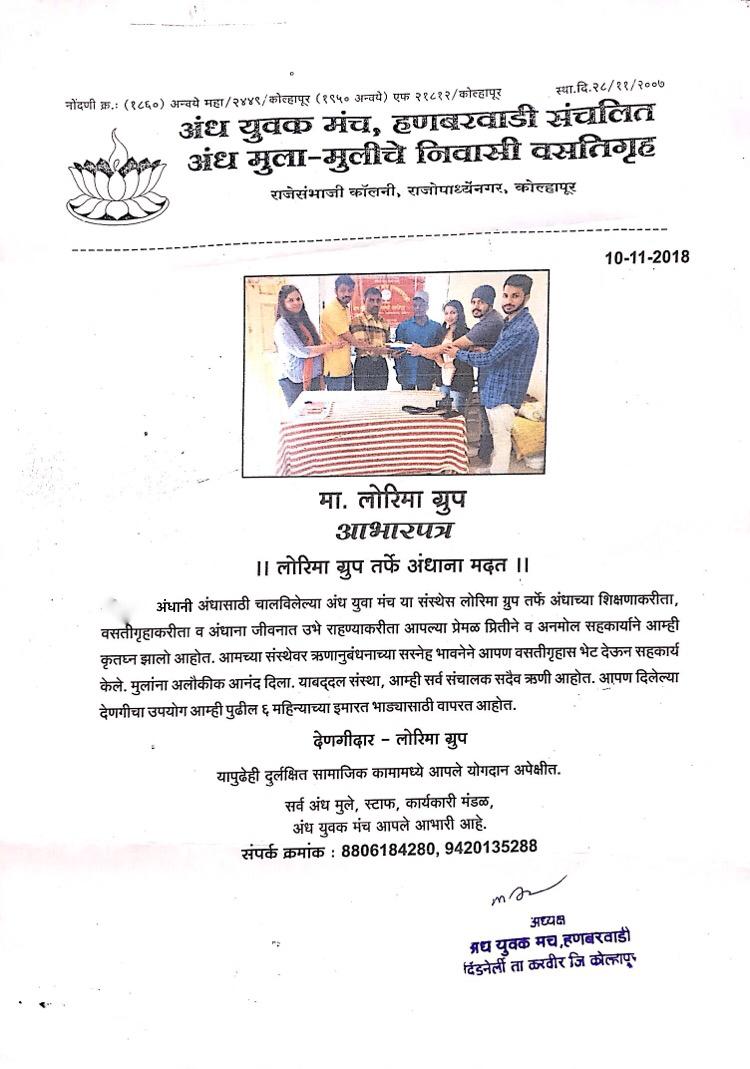 नोंदणी क्र.: (१८६०) अन्वये महा/२४४९/कोल्हापूर (१९५० अन्वये) एफ २१८१२/कोल्हापूर
स्था.दि.२८/११/२००७
अंध युवक मंच, हणबरवाडी संचलित
अंध मुला-मुलीचे निवासी वसतिगृह
राजेसंभाजी कॉलनी, राजोपाध्येंनगर, कोल्हापूर
10-11-2018
मा. लोरिमा ग्रुप
आभारपत्र
।। लोरिमा ग्रुप तर्फे अंधाना मदत ।।
अंधानी अंधासाठी चालविलेल्या अंध युवा मंच या संस्थेस लोरिमा ग्रुप तर्फे अंधाच्या शिक्षणाकरीता,
वसतीगृहाकरीता व अंधाना जीवनात उभे राहण्याकरीता आपल्या प्रेमळ प्रितीने व अनमोल सहकार्याने आम्ही
कृतघ्न झालो आहोत. आमच्या संस्थेवर ऋणानुबंधनाच्या सस्नेह भावनेने आपण वसतीगृहास भेट देऊन सहकार्य
केले. मुलांना अलौकीक आनंद दिला. याबद्दल संस्था, आम्ही सर्व संचालक सदैव ऋणी आहोत. आपण दिलेल्या
देणगीचा उपयोग आम्ही पुढील ६ महिन्याच्या इमारत भाड्यासाठी वापरत आहोत.
देणगीदार – लोरिमा ग्रुप
यापुढेही दुर्लक्षित सामाजिक कामामध्ये आपले योगदान अपेक्षीत.
सर्व अंध मुले, स्टाफ, कार्यकारी मंडळ,
अंध युवक मंच आपले आभारी आहे.
संपर्क क्रमांक : 8806184280, 9420135288
अध्यक्ष
अध युवक मच,हणबरवाडी
दिंडनेर्ली ता करवीर जि कोल्हापूर